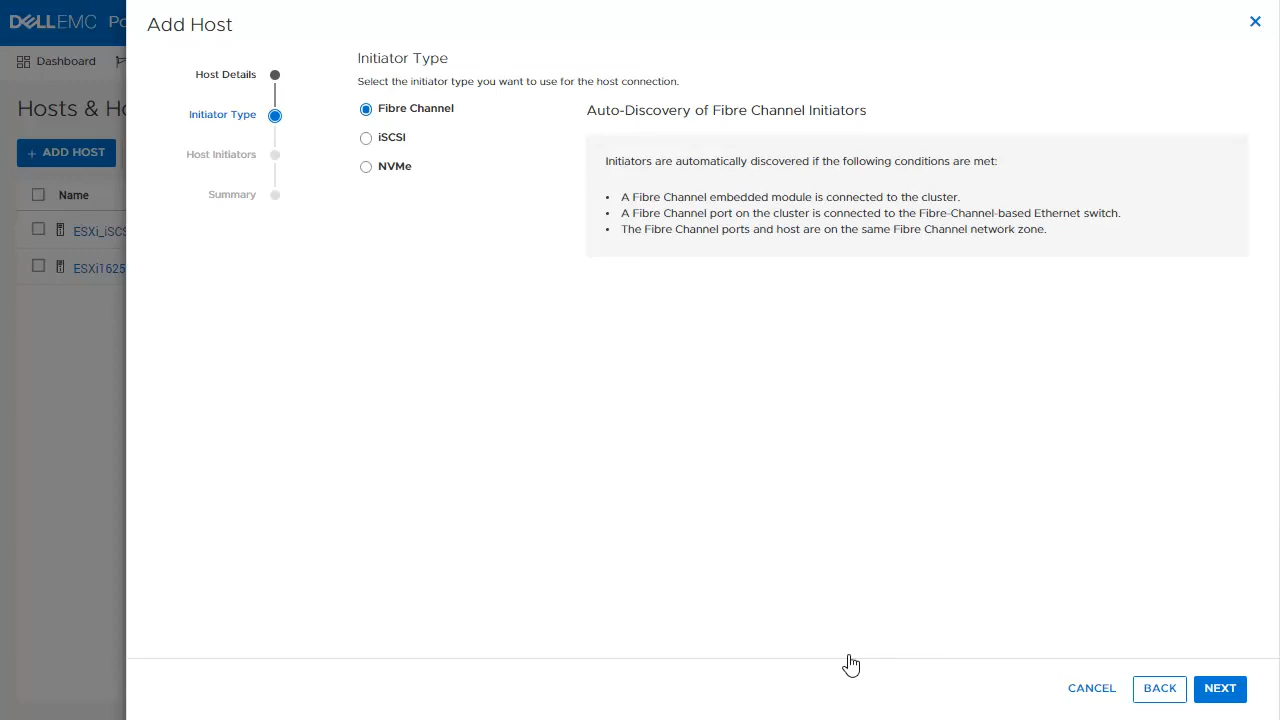 DELLEMC Po
Add Host
Dashboard
Hosts & Ho
+ ADD HOST
Name
ESXi_iSCS
ESXi1625
Host Details
Initiator Type
Host Initiators
Summary
Initiator Type
Select the initiator type you want to use for the host connection.
Fibre Channel
iSCSI
NVMe
Auto-Discovery of Fibre Channel Initiators
Initiators are automatically discovered if the following conditions are met:
• A Fibre Channel embedded module is connected to the cluster.
• A Fibre Channel port on the cluster is connected to the Fibre-Channel-based Ethernet switch.
• The Fibre Channel ports and host are on the same Fibre Channel network zone.
CANCEL
BACK
NEXT